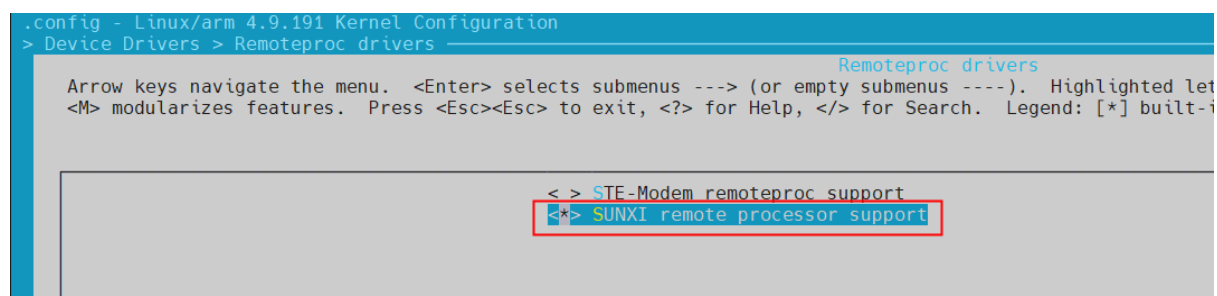 .config - Linux/arm 4.9.191 Kernel Configuration
> Device Drivers > Remoteproc drivers
Remoteproc drivers
Arrow keys navigate the menu. <Enter> selects submenus ---> (or empty submenus ----). Highlighted let
<M> modularizes features. Press <Esc><Esc> to exit, <?> for Help, </> for Search. Legend: [*] built-i
< > STE-Modem remoteproc support
<*> SUNXI remote processor support